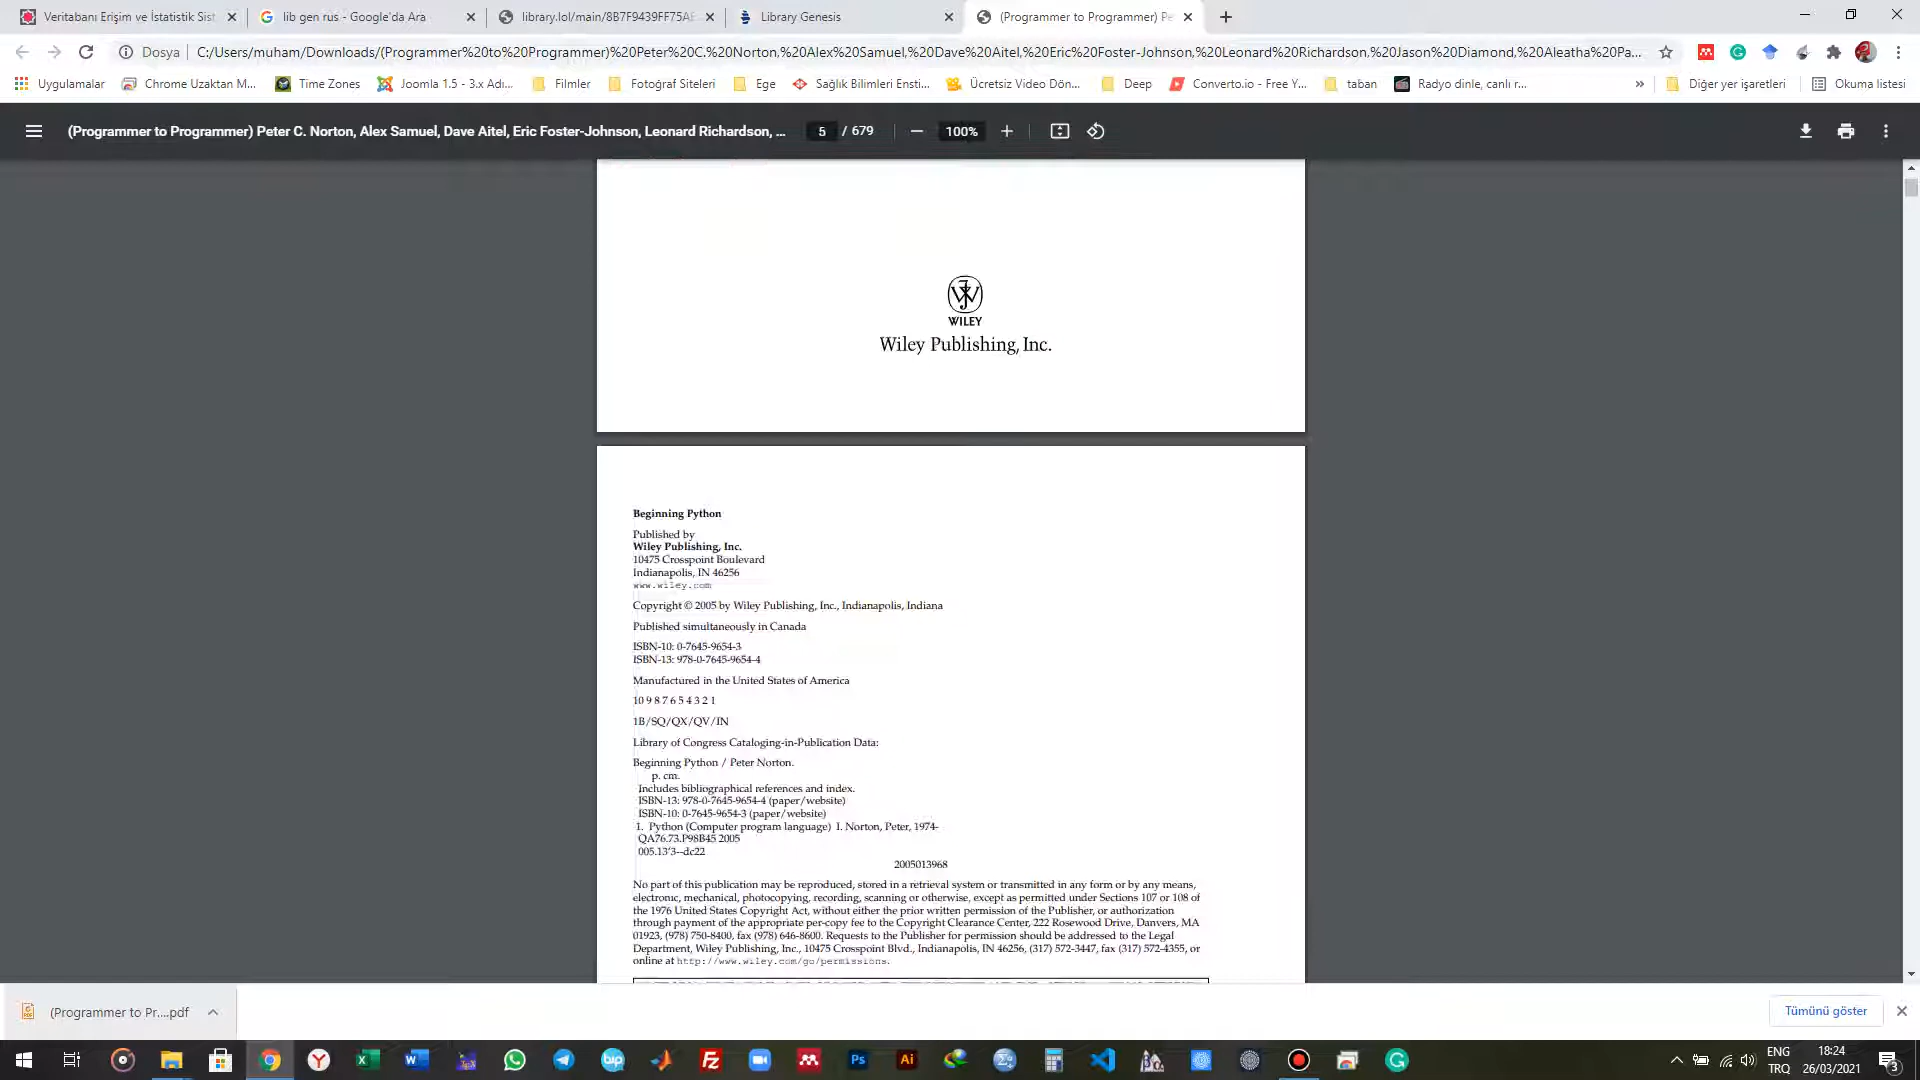 Veritabanı Erişim ve İstatistik Sist
lib gen rus - Google'da Ara
library.lol/main/8B7F9439FF75A
Library Genesis
(Programmer to Programmer) Pe
Dosya
C:/Users/muham/Downloads/(Programmer%20to%20Programmer)%20Peter%20C.%20Norton,%20Alex%20Samuel,%20Dave%20Aitel,%20Eric%20Foster-Johnson,%20Leonard%20Richardson,%20Jason%20Diamond,%20Aleatha%20Pa...
Uygulamalar
Chrome Uzaktan M...
Time Zones
Joomla 1.5 - 3.x Adı...
Filmler
Fotoğraf Siteleri
Ege
Sağlık Bilimleri Ensti...
Ücretsiz Video Dön...
Deep
Converto.io - Free Y...
taban
Radyo dinle, canlı r...
»
Diğer yer işaretleri
Okuma listesi
(Programmer to Programmer) Peter C. Norton, Alex Samuel, Dave Aitel, Eric Foster-Johnson, Leonard Richardson, ...
5 / 679
100%
WILEY
Wiley Publishing, Inc.
Beginning Python
Published by
Wiley Publishing, Inc.
10475 Crosspoint Boulevard
Indianapolis, IN 46256
www.wiley.com
Copyright © 2005 by Wiley Publishing, Inc., Indianapolis, Indiana
Published simultaneously in Canada
ISBN-10: 0-7645-9654-3
ISBN-13: 978-0-7645-9654-4
Manufactured in the United States of America
10 9 8 7 6 5 4 3 2 1
1B/SQ/QX/QV/IN
Library of Congress Cataloging-in-Publication Data:
Beginning Python / Peter Norton.
p. cm.
Includes bibliographical references and index.
ISBN-13: 978-0-7645-9654-4 (paper/website)
ISBN-10: 0-7645-9654-3 (paper/website)
1. Python (Computer program language) I. Norton, Peter, 1974-
QA76.73.P98B45 2005
005.13'3--dc22
2005013968
No part of this publication may be reproduced, stored in a retrieval system or transmitted in any form or by any means,
electronic, mechanical, photocopying, recording, scanning or otherwise, except as permitted under Sections 107 or 108 of
the 1976 United States Copyright Act, without either the prior written permission of the Publisher, or authorization
through payment of the appropriate per-copy fee to the Copyright Clearance Center, 222 Rosewood Drive, Danvers, MA
01923, (978) 750-8400, fax (978) 646-8600. Requests to the Publisher for permission should be addressed to the Legal
Department, Wiley Publishing, Inc., 10475 Crosspoint Blvd., Indianapolis, IN 46256, (317) 572-3447, fax (317) 572-4355, or
online at http://www.wiley.com/go/permissions.
(Programmer to Pr....pdf
Tümünü göster
bip
Ps
Ai
ENG
TRQ
18:24
26/03/2021
3